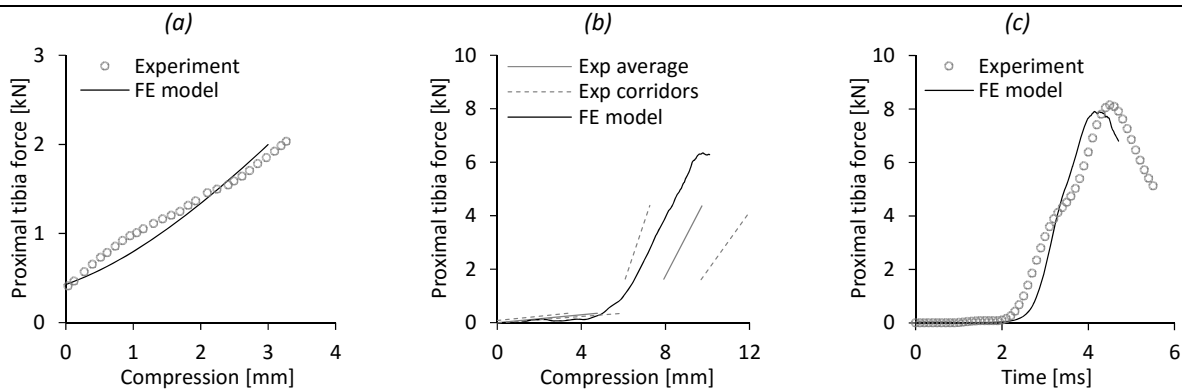 (a)
Proximal tibia force [kN]
3
2
1
0
Experiment
FE model
0 1 2 3 4
Compression [mm]
(b)
Proximal tibia force [kN]
10
8
6
4
2
0
Exp average
Exp corridors
FE model
0 4 8 12
Compression [mm]
(c)
Proximal tibia force [kN]
10
8
6
4
2
0
Experiment
FE model
0 2 4 6
Time [ms]